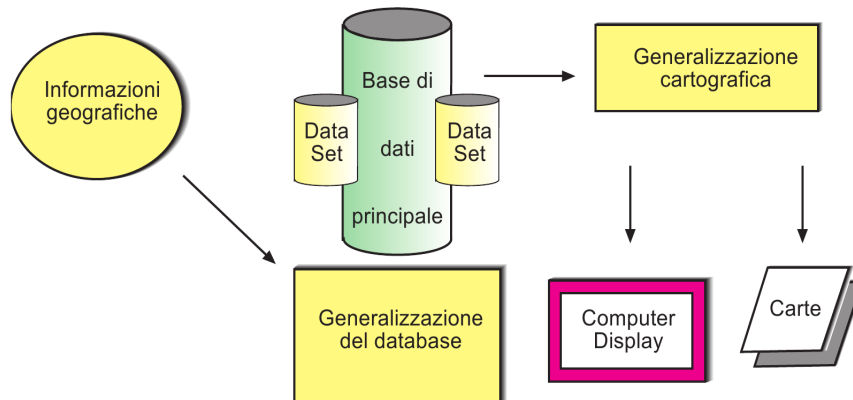 Informazioni
geografiche
Base di
dati
principale
Data
Set
Data
Set
Generalizzazione
cartografica
Generalizzazione
del database
Computer
Display
Carte